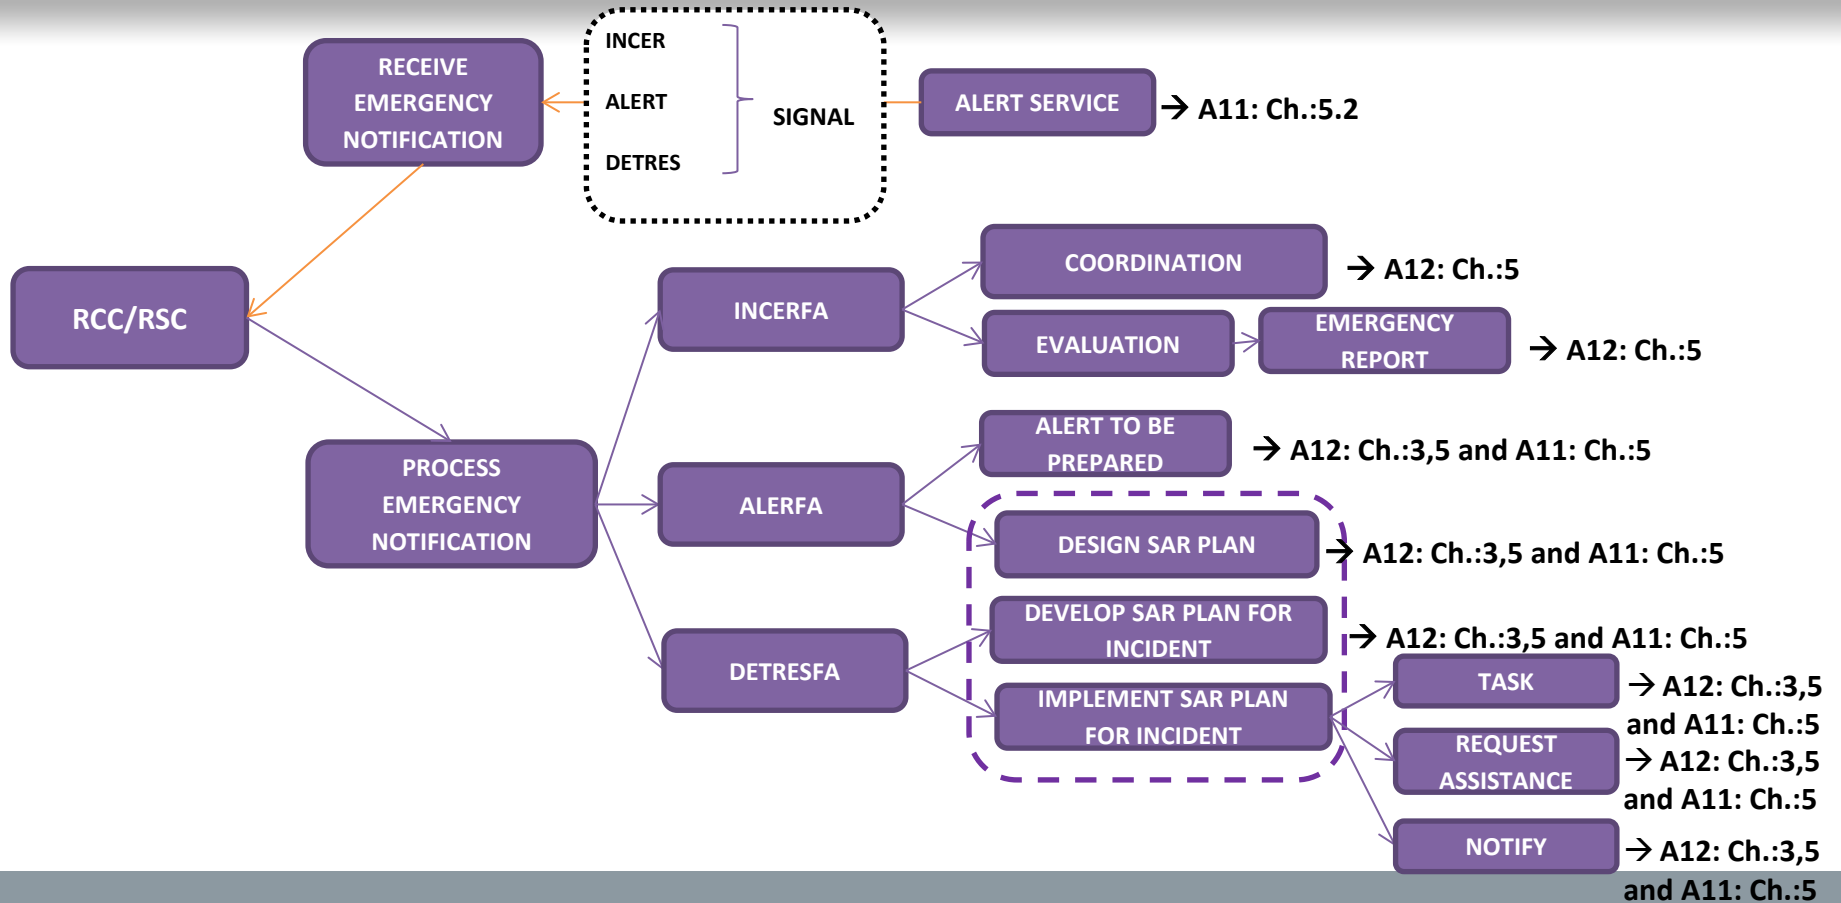 RECEIVE
EMERGENCY
NOTIFICATION
INCER
ALERT
DETRES
SIGNAL
ALERT SERVICE
→ A11: Ch.:5.2
RCC/RSC
PROCESS
EMERGENCY
NOTIFICATION
INCERFA
COORDINATION
→ A12: Ch.:5
EVALUATION
EMERGENCY
REPORT
→ A12: Ch.:5
ALERFA
ALERT TO BE
PREPARED
→ A12: Ch.:3,5 and A11: Ch.:5
DESIGN SAR PLAN
→ A12: Ch.:3,5 and A11: Ch.:5
DETRESFA
DEVELOP SAR PLAN FOR
INCIDENT
→ A12: Ch.:3,5 and A11: Ch.:5
IMPLEMENT SAR PLAN
FOR INCIDENT
TASK
→ A12: Ch.:3,5
and A11: Ch.:5
REQUEST
ASSISTANCE
→ A12: Ch.:3,5
and A11: Ch.:5
NOTIFY
→ A12: Ch.:3,5
and A11: Ch.:5